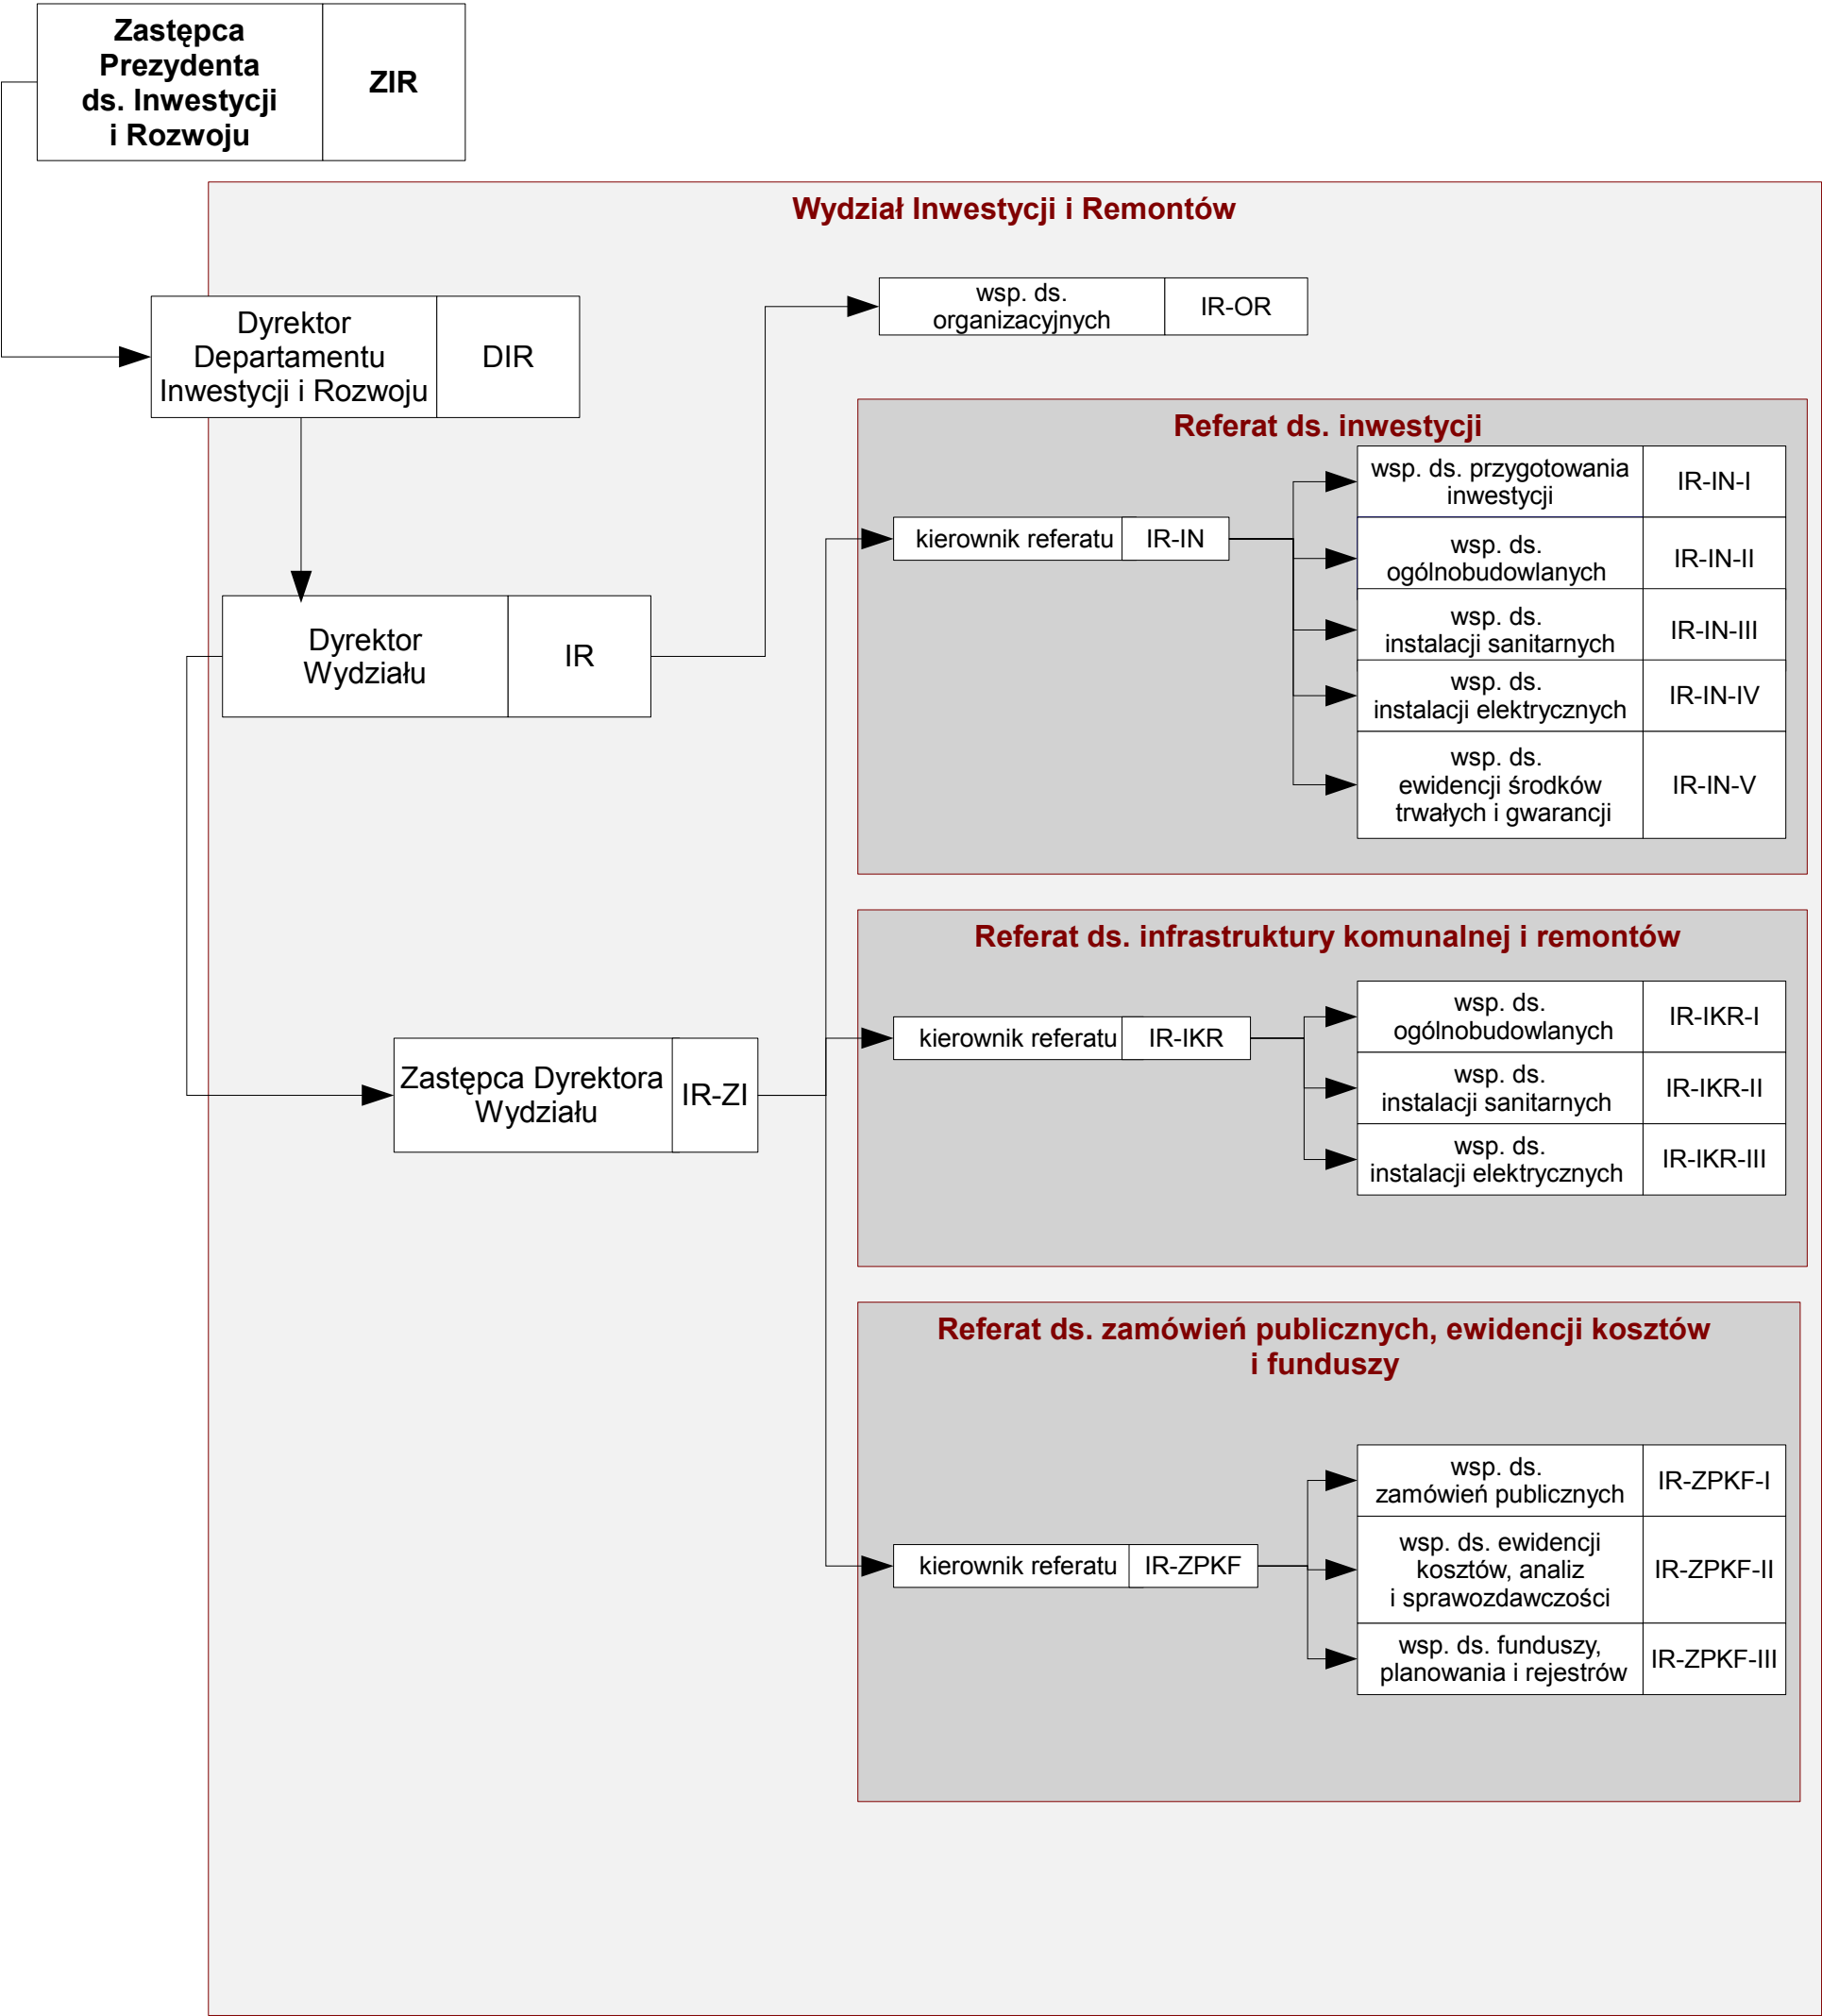 Zastępca
Prezydenta
ds. Inwestycji
i Rozwoju
ZIR
Wydział Inwestycji i Remontów
wsp. ds.
organizacyjnych
IR-OR
Dyrektor
Departamentu
Inwestycji i Rozwoju
DIR
Referat ds. inwestycji
wsp. ds. przygotowania
inwestycji
IR-IN-I
kierownik referatu
IR-IN
wsp. ds.
ogólnobudowlanych
IR-IN-II
wsp. ds.
instalacji sanitarnych
IR-IN-III
Dyrektor
Wydziału
IR
wsp. ds.
instalacji elektrycznych
IR-IN-IV
wsp. ds.
ewidencji środków
trwałych i gwarancji
IR-IN-V
Referat ds. infrastruktury komunalnej i remontów
wsp. ds.
ogólnobudowlanych
IR-IKR-I
kierownik referatu
IR-IKR
Zastępca Dyrektora
Wydziału
IR-ZI
wsp. ds.
instalacji sanitarnych
IR-IKR-II
wsp. ds.
instalacji elektrycznych
IR-IKR-III
Referat ds. zamówień publicznych, ewidencji kosztów
i funduszy
wsp. ds.
zamówień publicznych
IR-ZPKF-I
kierownik referatu
IR-ZPKF
wsp. ds. ewidencji
kosztów, analiz
i sprawozdawczości
IR-ZPKF-II
wsp. ds. funduszy,
planowania i rejestrów
IR-ZPKF-III